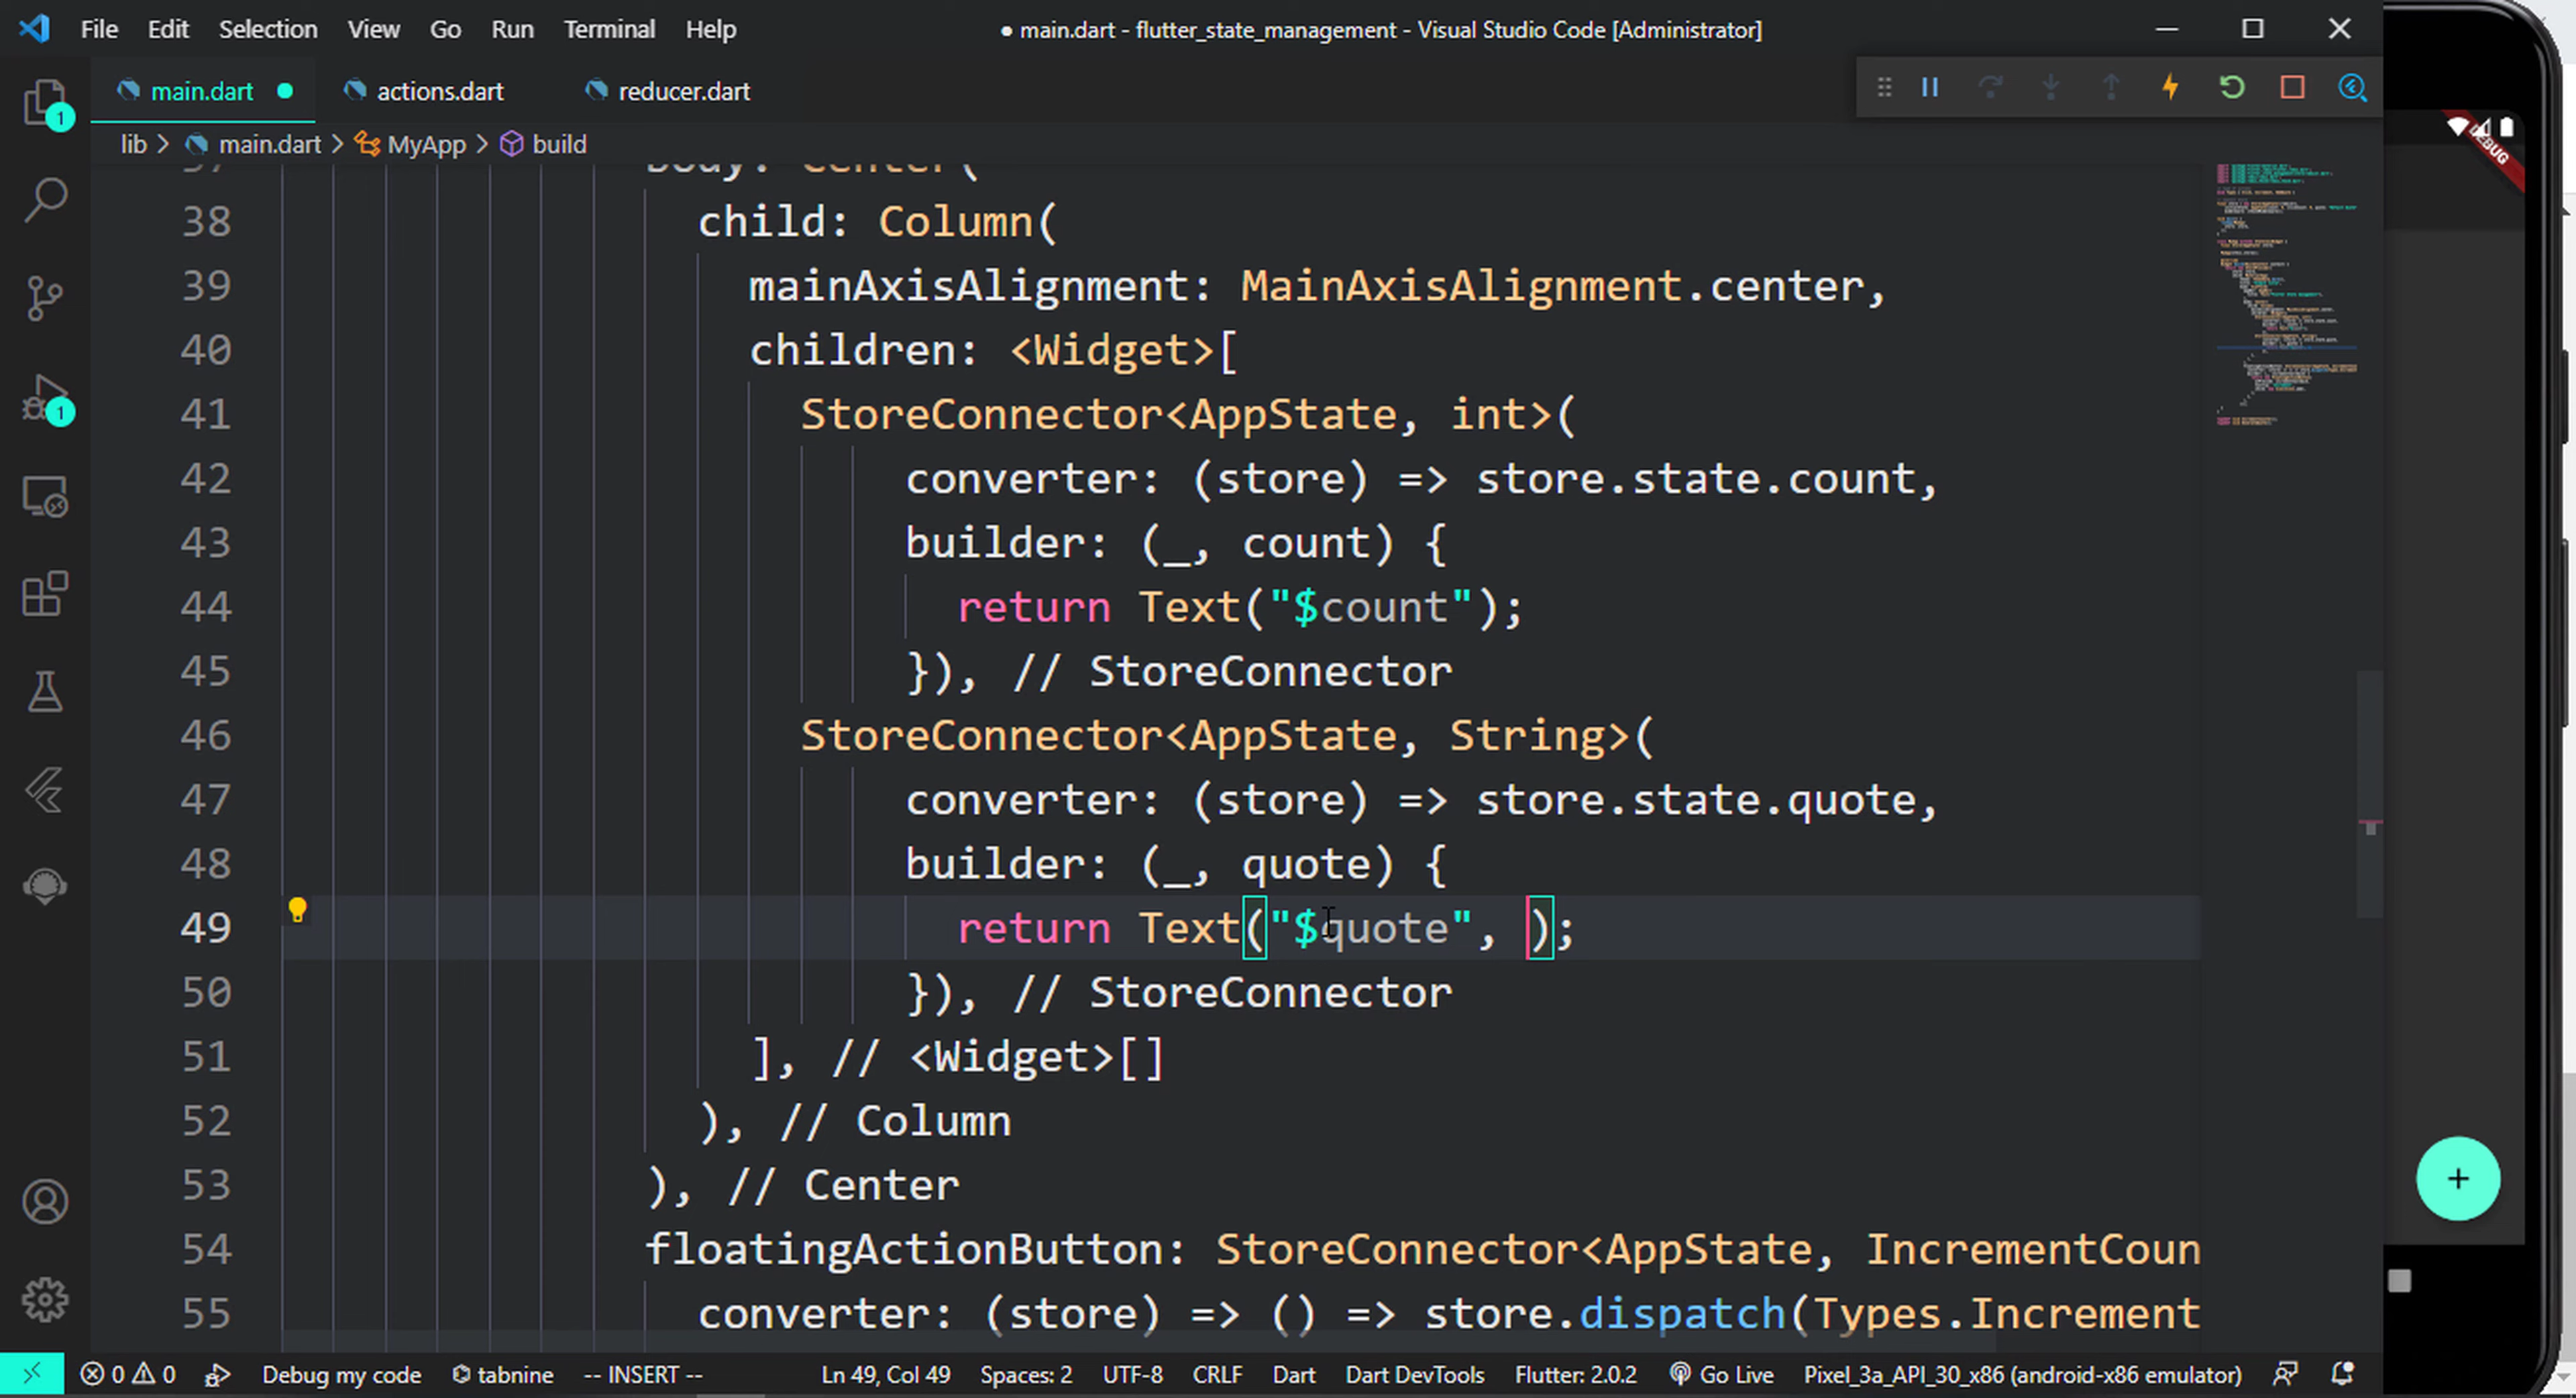 File Edit Selection View Go Run Terminal Help
● main.dart - flutter_state_management - Visual Studio Code [Administrator]
main.dart ● actions.dart reducer.dart
lib > main.dart > MyApp > build
37 body: Center(
38 child: Column(
39 mainAxisAlignment: MainAxisAlignment.center,
40 children: <Widget>[
41 StoreConnector<AppState, int>(
42 converter: (store) => store.state.count,
43 builder: (_, count) {
44 return Text("$count");
45 }), // StoreConnector
46 StoreConnector<AppState, String>(
47 converter: (store) => store.state.quote,
48 builder: (_, quote) {
49 return Text("$quote", );
50 }), // StoreConnector
51 ], // <Widget>[]
52 ), // Column
53 ), // Center
54 floatingActionButton: StoreConnector<AppState, IncrementCoun
55 converter: (store) => () => store.dispatch(Types.Increment
1
1
DEBUG
+
0 0 Debug my code tabnine -- INSERT -- Ln 49, Col 49 Spaces: 2 UTF-8 CRLF Dart Dart DevTools Flutter: 2.0.2 Go Live Pixel_3a_API_30_x86 (android-x86 emulator)